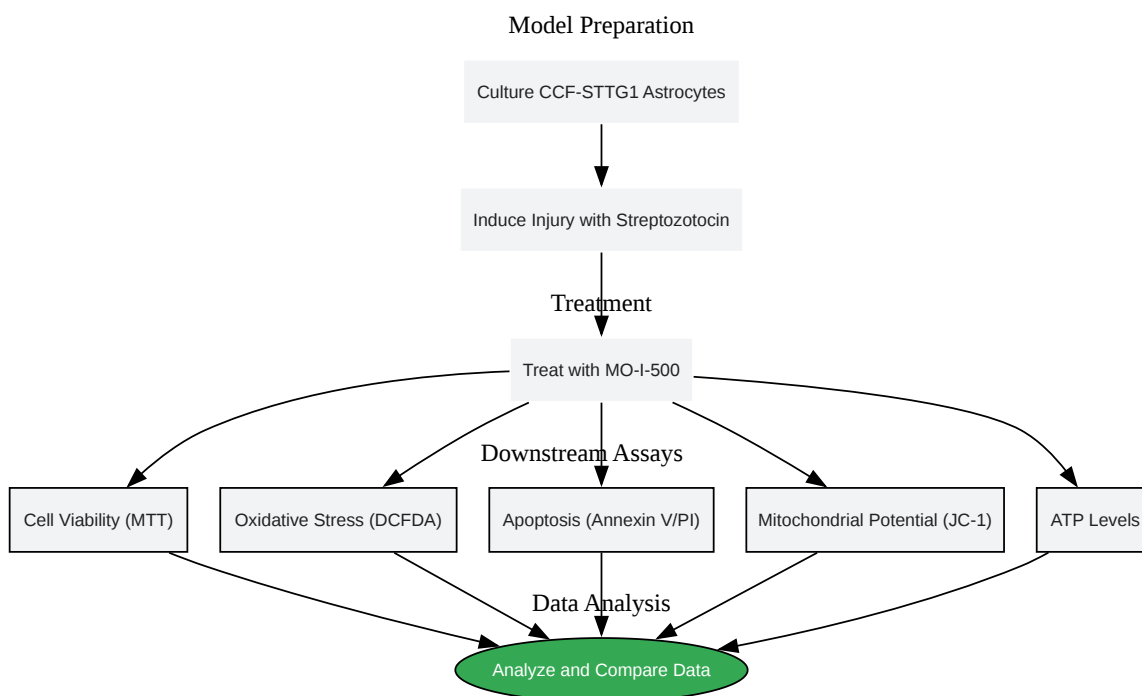 Model Preparation
Culture CCF-STTG1 Astrocytes
Induce Injury with Streptozotocin
Treatment
Treat with MO-I-500
Downstream Assays
Cell Viability (MTT)
Oxidative Stress (DCFDA)
Apoptosis (Annexin V/PI)
Mitochondrial Potential (JC-1)
ATP Levels
Data Analysis
Analyze and Compare Data